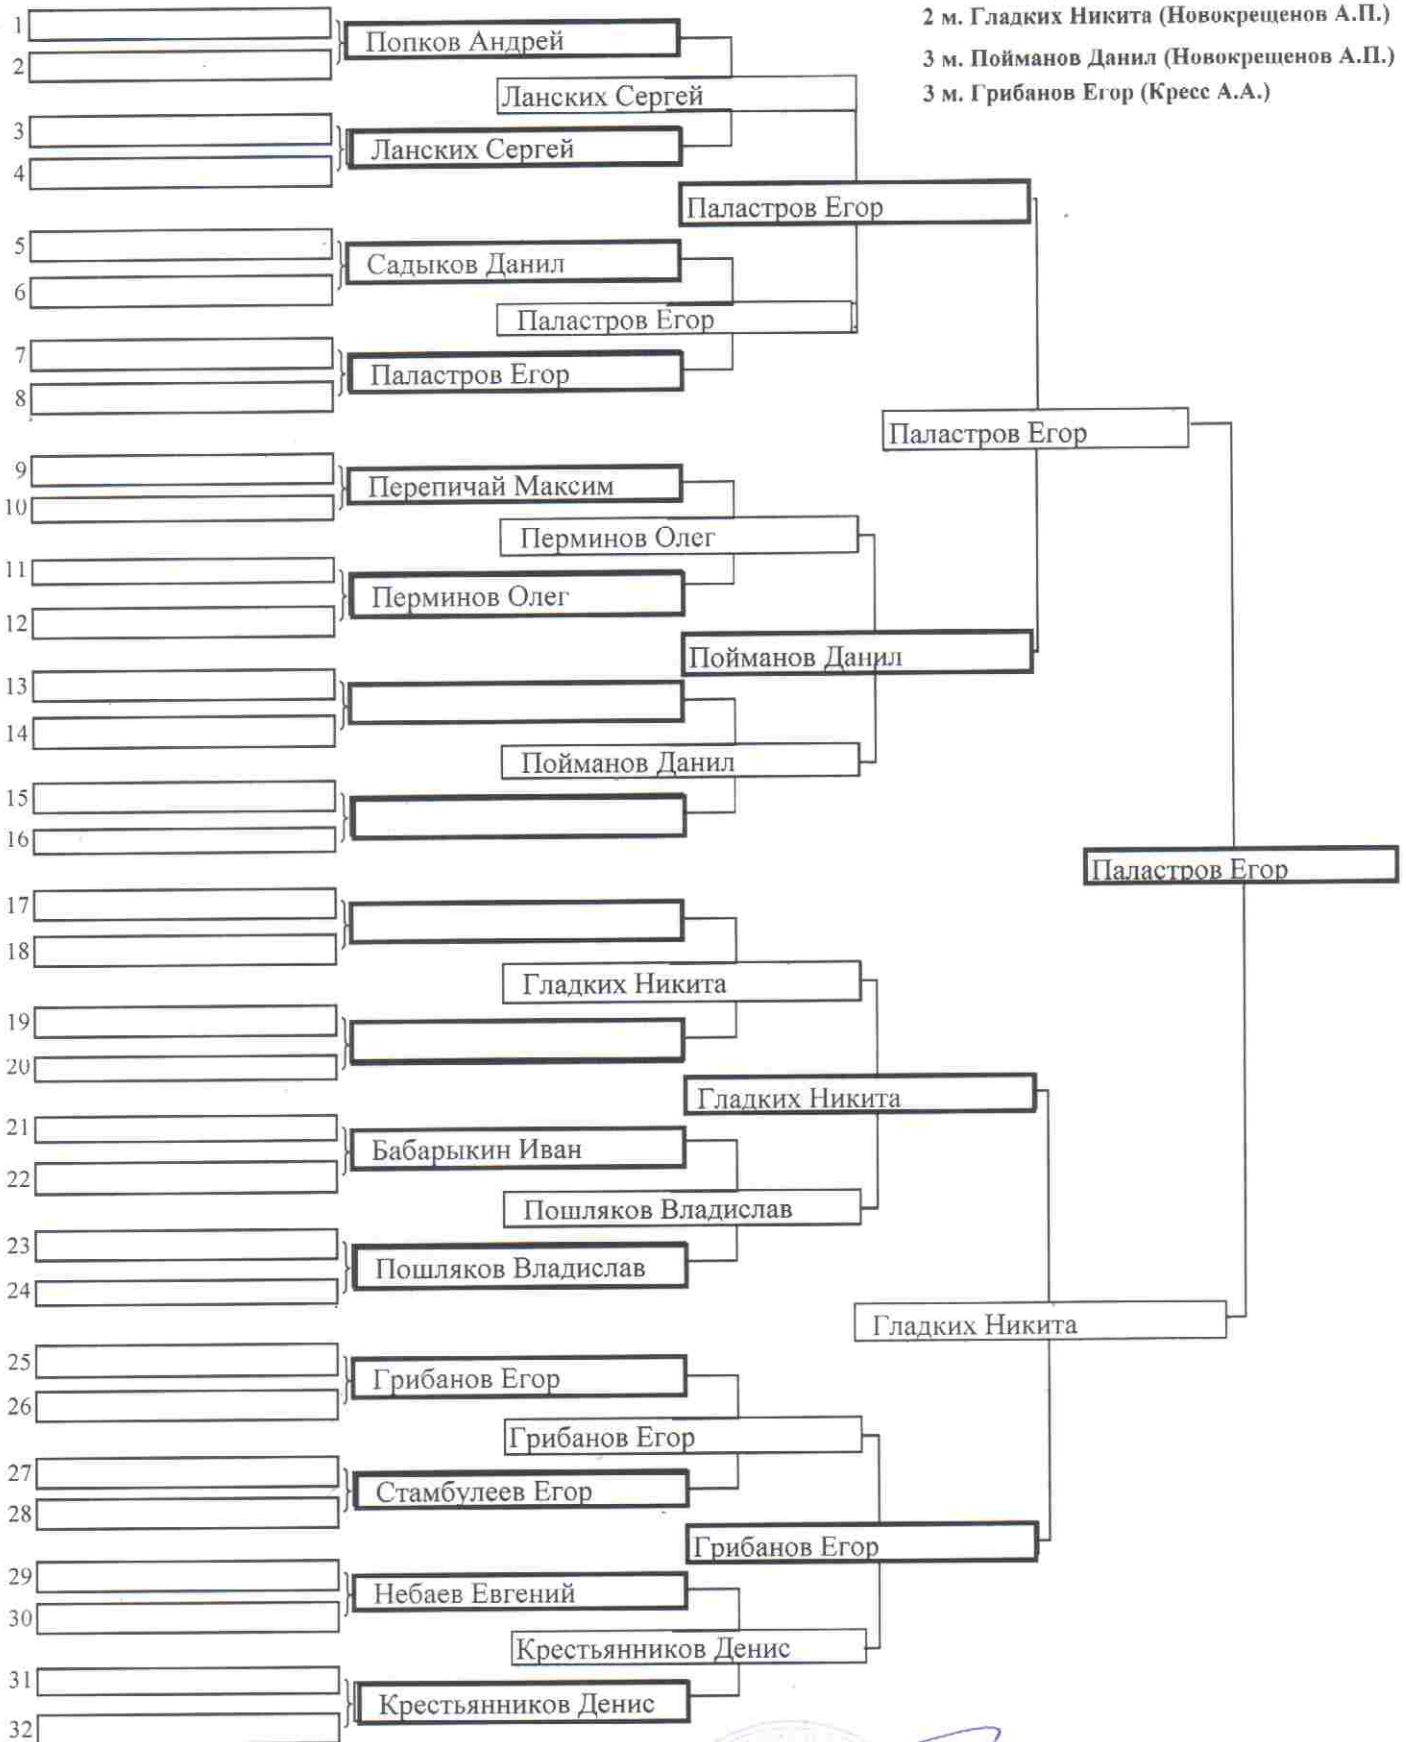 2 м. Гладких Никита (Новокрещенов А.П.)
3 м. Пойманов Данил (Новокрещенов А.П.)
3 м. Грибанов Егор (Кресс А.А.)
1
Попков Андрей
2
Ланских Сергей
3
Ланских Сергей
4
Паластров Егор
5
Садыков Данил
6
Паластров Егор
7
Паластров Егор
8
Паластров Егор
9
Перепичай Максим
10
Перминов Олег
11
Перминов Олег
12
Пойманов Данил
13
14
Пойманов Данил
15
16
Паластров Егор
17
18
Гладких Никита
19
20
Гладких Никита
21
Бабарыкин Иван
22
Пошляков Владислав
23
Пошляков Владислав
24
Гладких Никита
25
Грибанов Егор
26
Грибанов Егор
27
Стамбулеев Егор
28
Грибанов Егор
29
Небаев Евгений
30
Крестьянников Денис
31
Крестьянников Денис
32